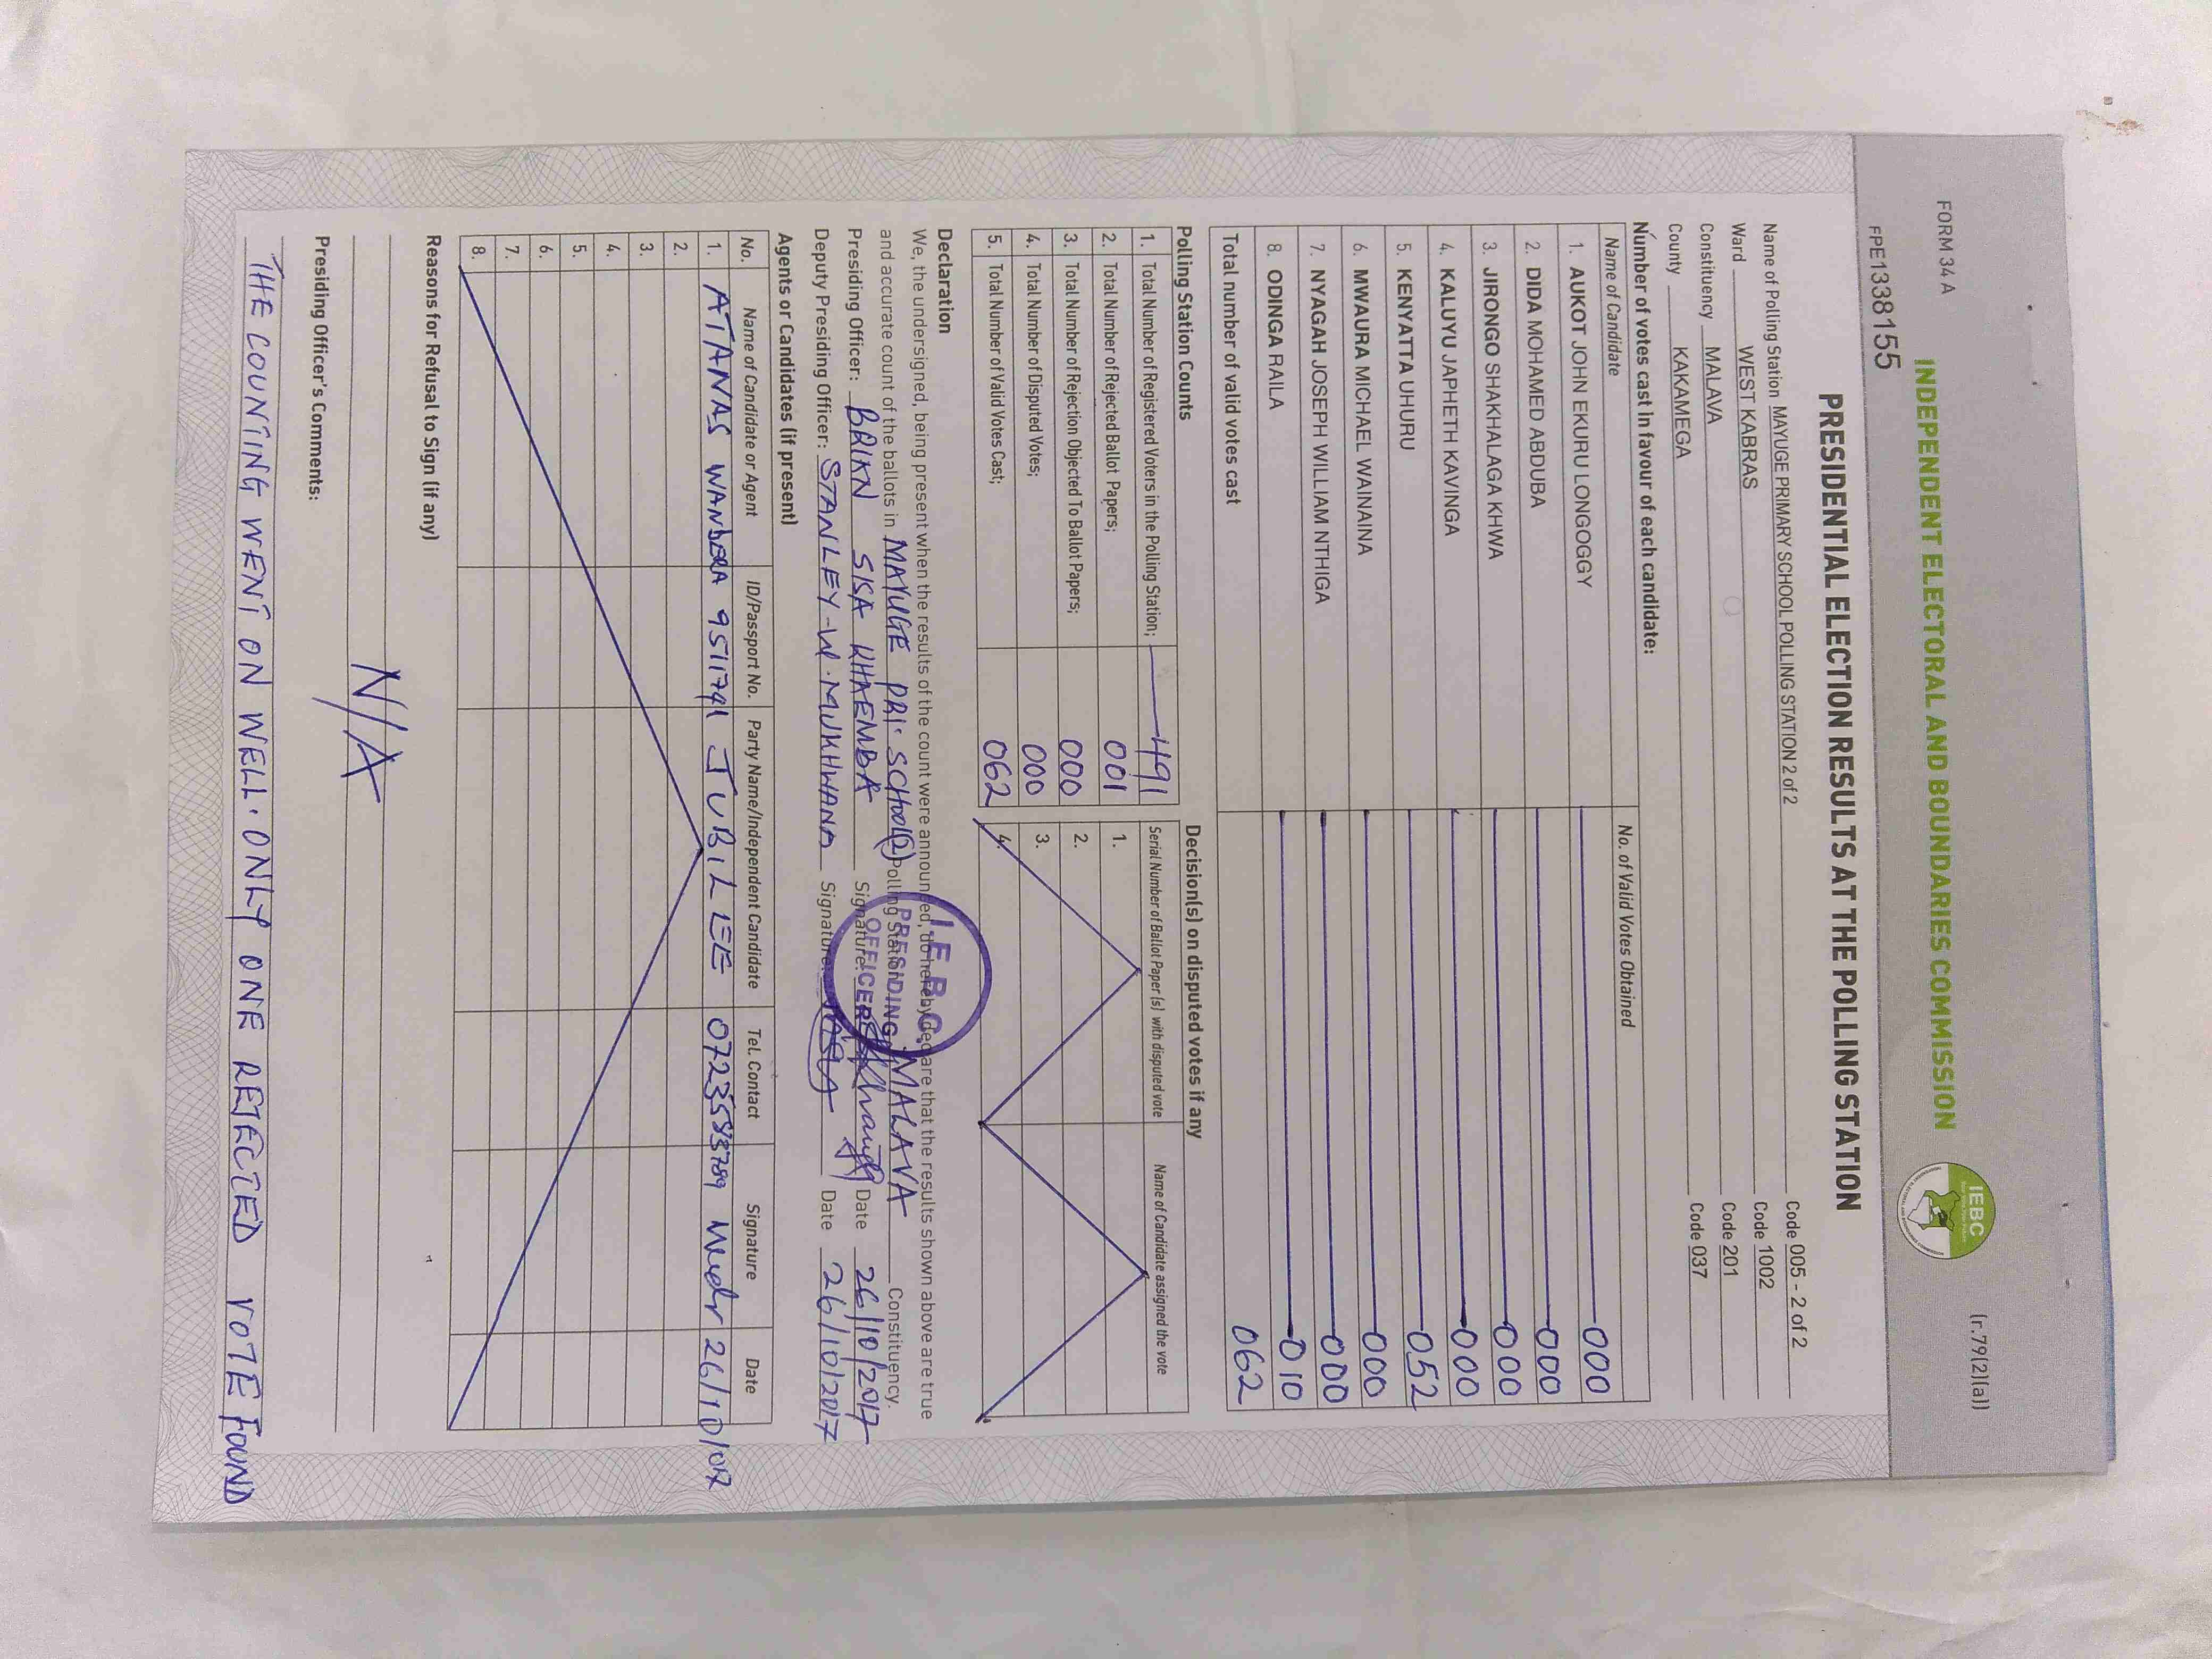 FORM 34 A
(r.79(2)(a))
INDEPENDENT ELECTORAL AND BOUNDARIES COMMISSION
IEBC
FPE1338155
PRESIDENTIAL ELECTION RESULTS AT THE POLLING STATION
Name of Polling Station MAYUGE PRIMARY SCHOOL POLLING STATION 2 of 2 Code 005 - 2 of 2
Ward WEST KABRAS Code 1002
Constituency MALAVA Code 201
County KAKAMEGA Code 037
Number of votes cast in favour of each candidate:
Name of Candidate No. of Valid Votes Obtained
1. AUKOT JOHN EKURU LONGOGGY 000
2. DIDA MOHAMED ABDUBA 000
3. JIRONGO SHAKHALAGA KHWA 000
4. KALUYU JAPHETH KAVINGA 000
5. KENYATTA UHURU 052
6. MWAURA MICHAEL WAINAINA 000
7. NYAGAH JOSEPH WILLIAM NTHIGA 000
8. ODINGA RAILA 010
Total number of valid votes cast 062
Polling Station Counts
1. Total Number of Registered Voters in the Polling Station; 491
2. Total Number of Rejected Ballot Papers; 001
3. Total Number of Rejection Objected To Ballot Papers; 000
4. Total Number of Disputed Votes; 000
5. Total Number of Valid Votes Cast; 062
Decision(s) on disputed votes if any
Serial Number of Ballot Paper (s) with disputed vote Name of Candidate assigned the vote
1.
2.
3.
4.
Declaration
We, the undersigned, being present when the results of the count were announced, do hereby declare that the results shown above are true
and accurate count of the ballots in MAYUGE PRI. SCHOOL(2) Polling Station in MALAVA Constituency.
Presiding Officer: BRIKN SISA KHAEMBA Signature: Date 26/10/2017
Deputy Presiding Officer: STANLEY-W.MUKHWANA Signature: Date 26/10/2017
I.E.B.C.
PRESIDING
OFFICER
Agents or Candidates (if present)
No. Name of Candidate or Agent ID/Passport No. Party Name/Independent Candidate Tel. Contact Signature Date
1. ATANAS WANDERA 9511791 JUBILLEE 26/10/017
2.
3.
4.
5.
6.
7.
8.
Reasons for Refusal to Sign (if any)
N/A
Presiding Officer's Comments:
THE COUNTING WENT ON WELL. ONLY ONE REJECTED VOTE FOUND